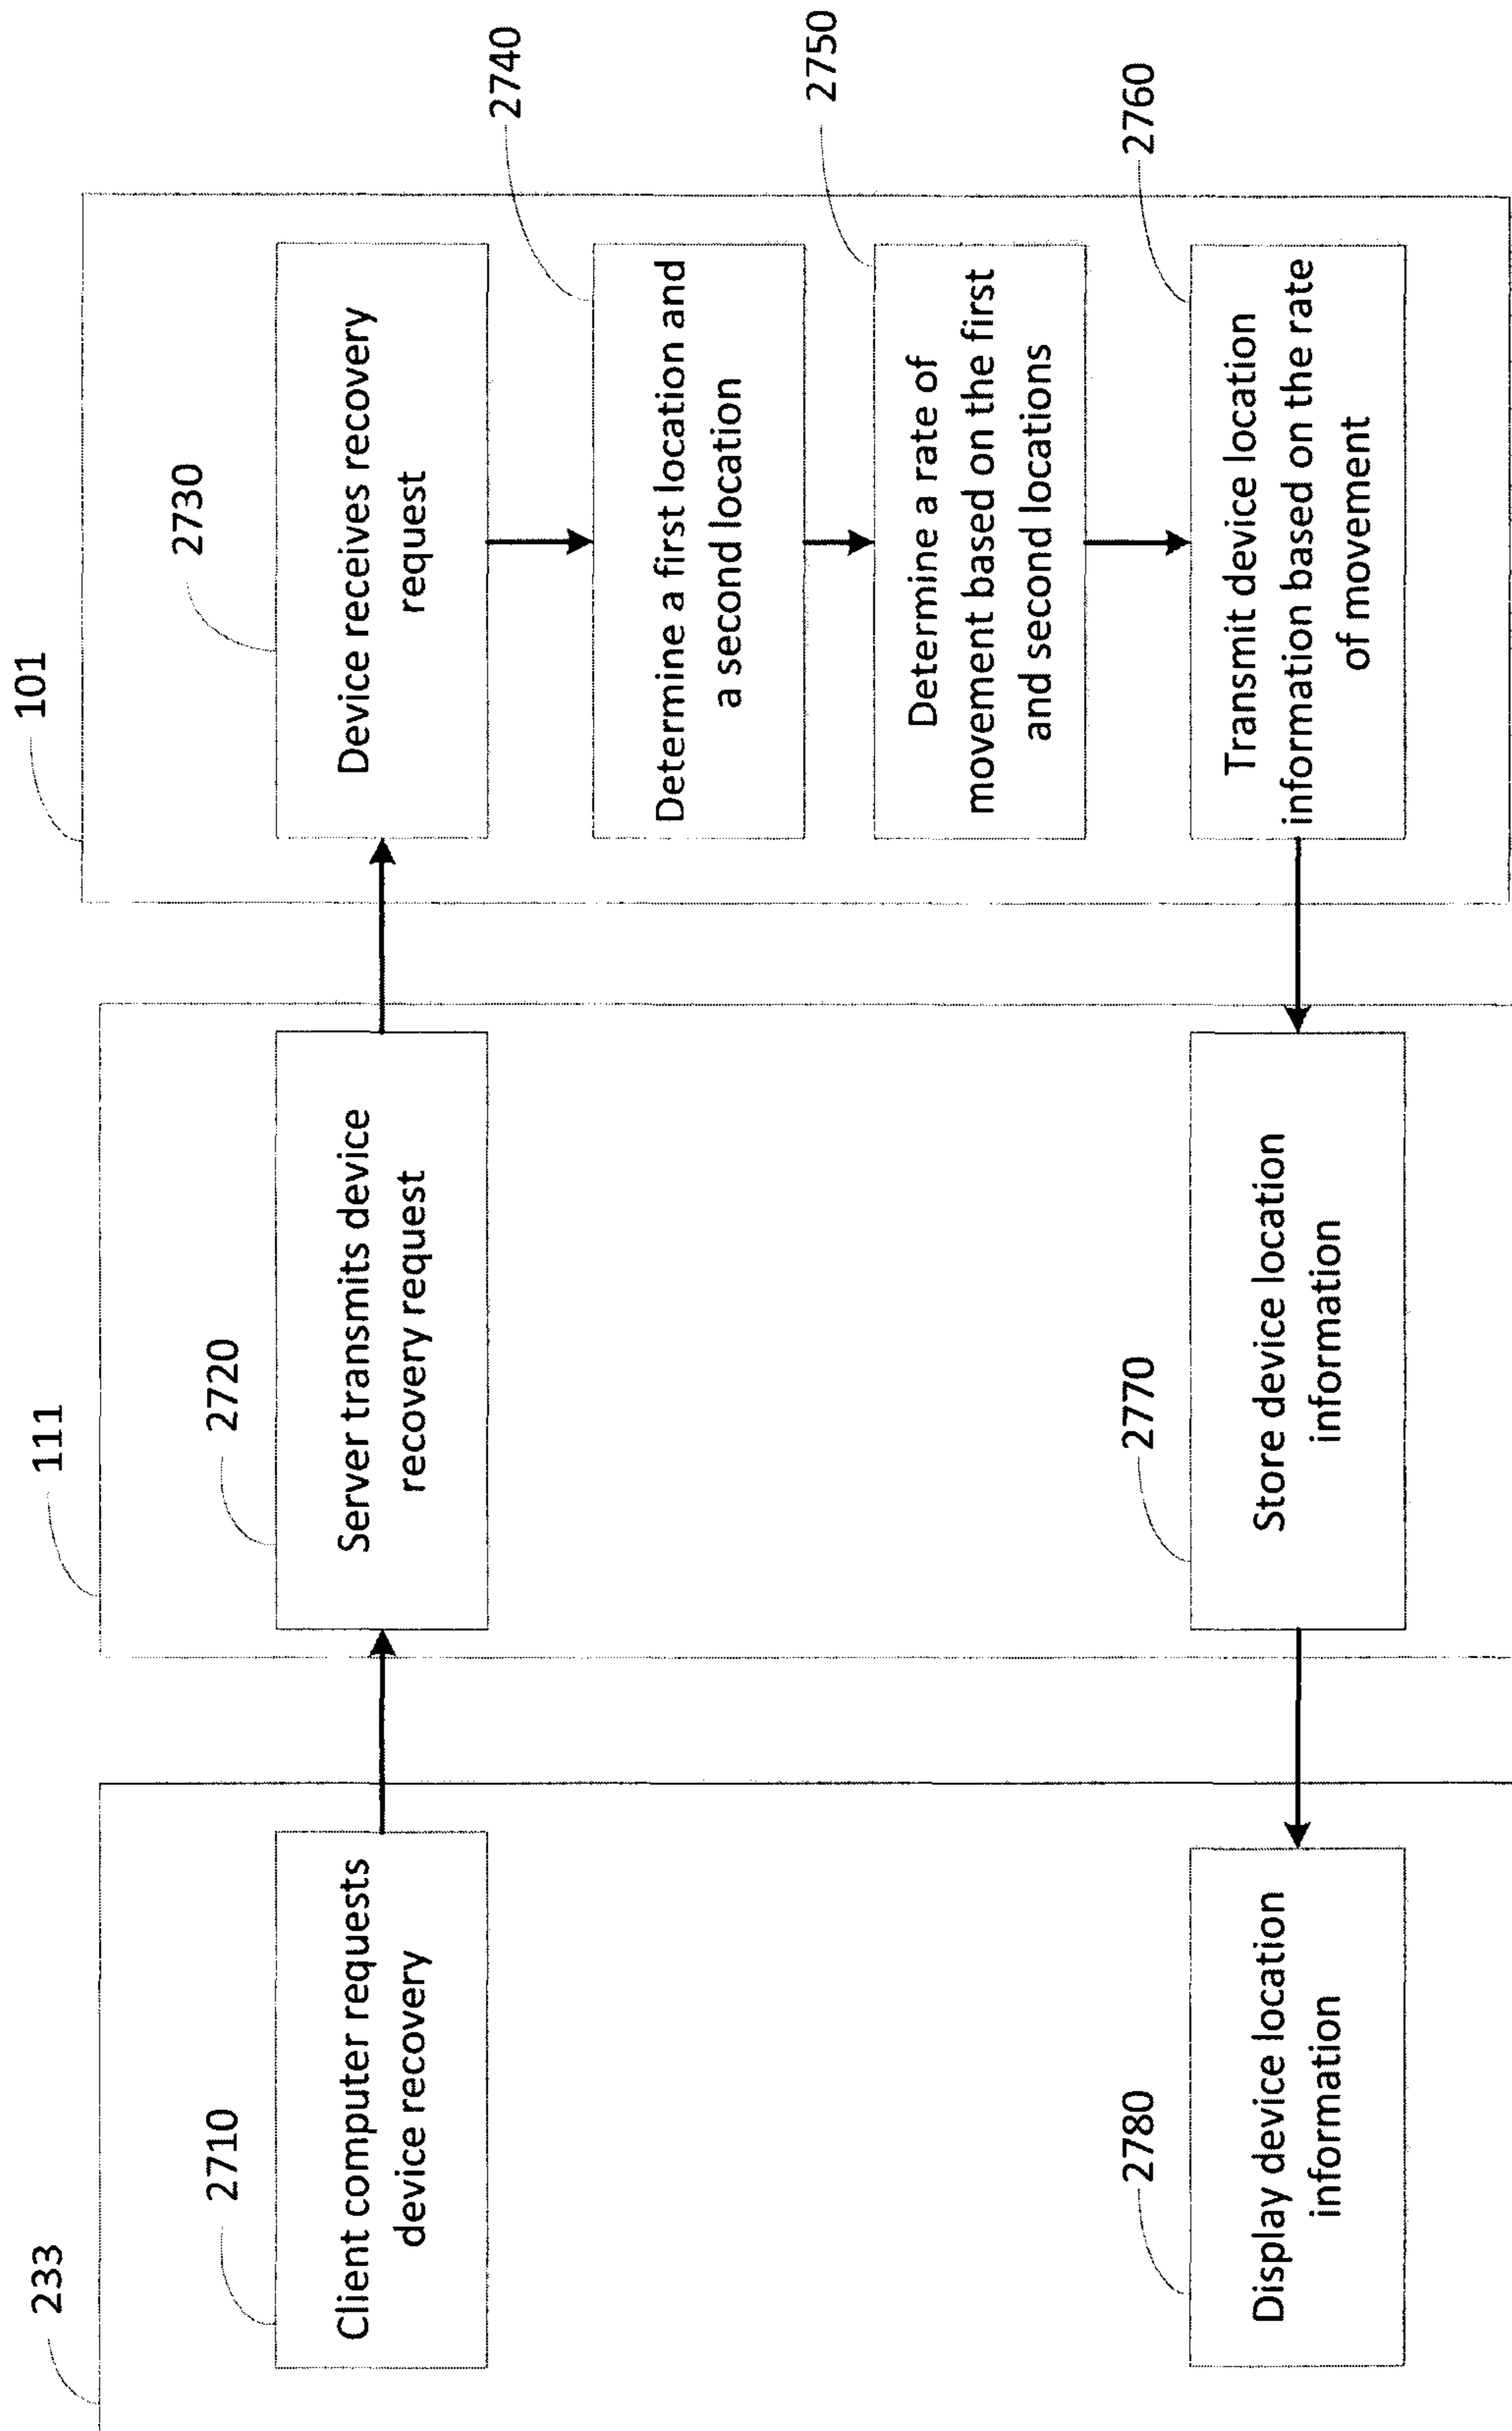 233
2710
Client computer requests
device recovery
2780
Display device location
information
111
2720
Server transmits device
recovery request
2770
Store device location
information
101
2730
Device receives recovery
request
2740
Determine a first location and
a second location
2750
Determine a rate of
movement based on the first
and second locations
2760
Transmit device location
information based on the rate
of movement